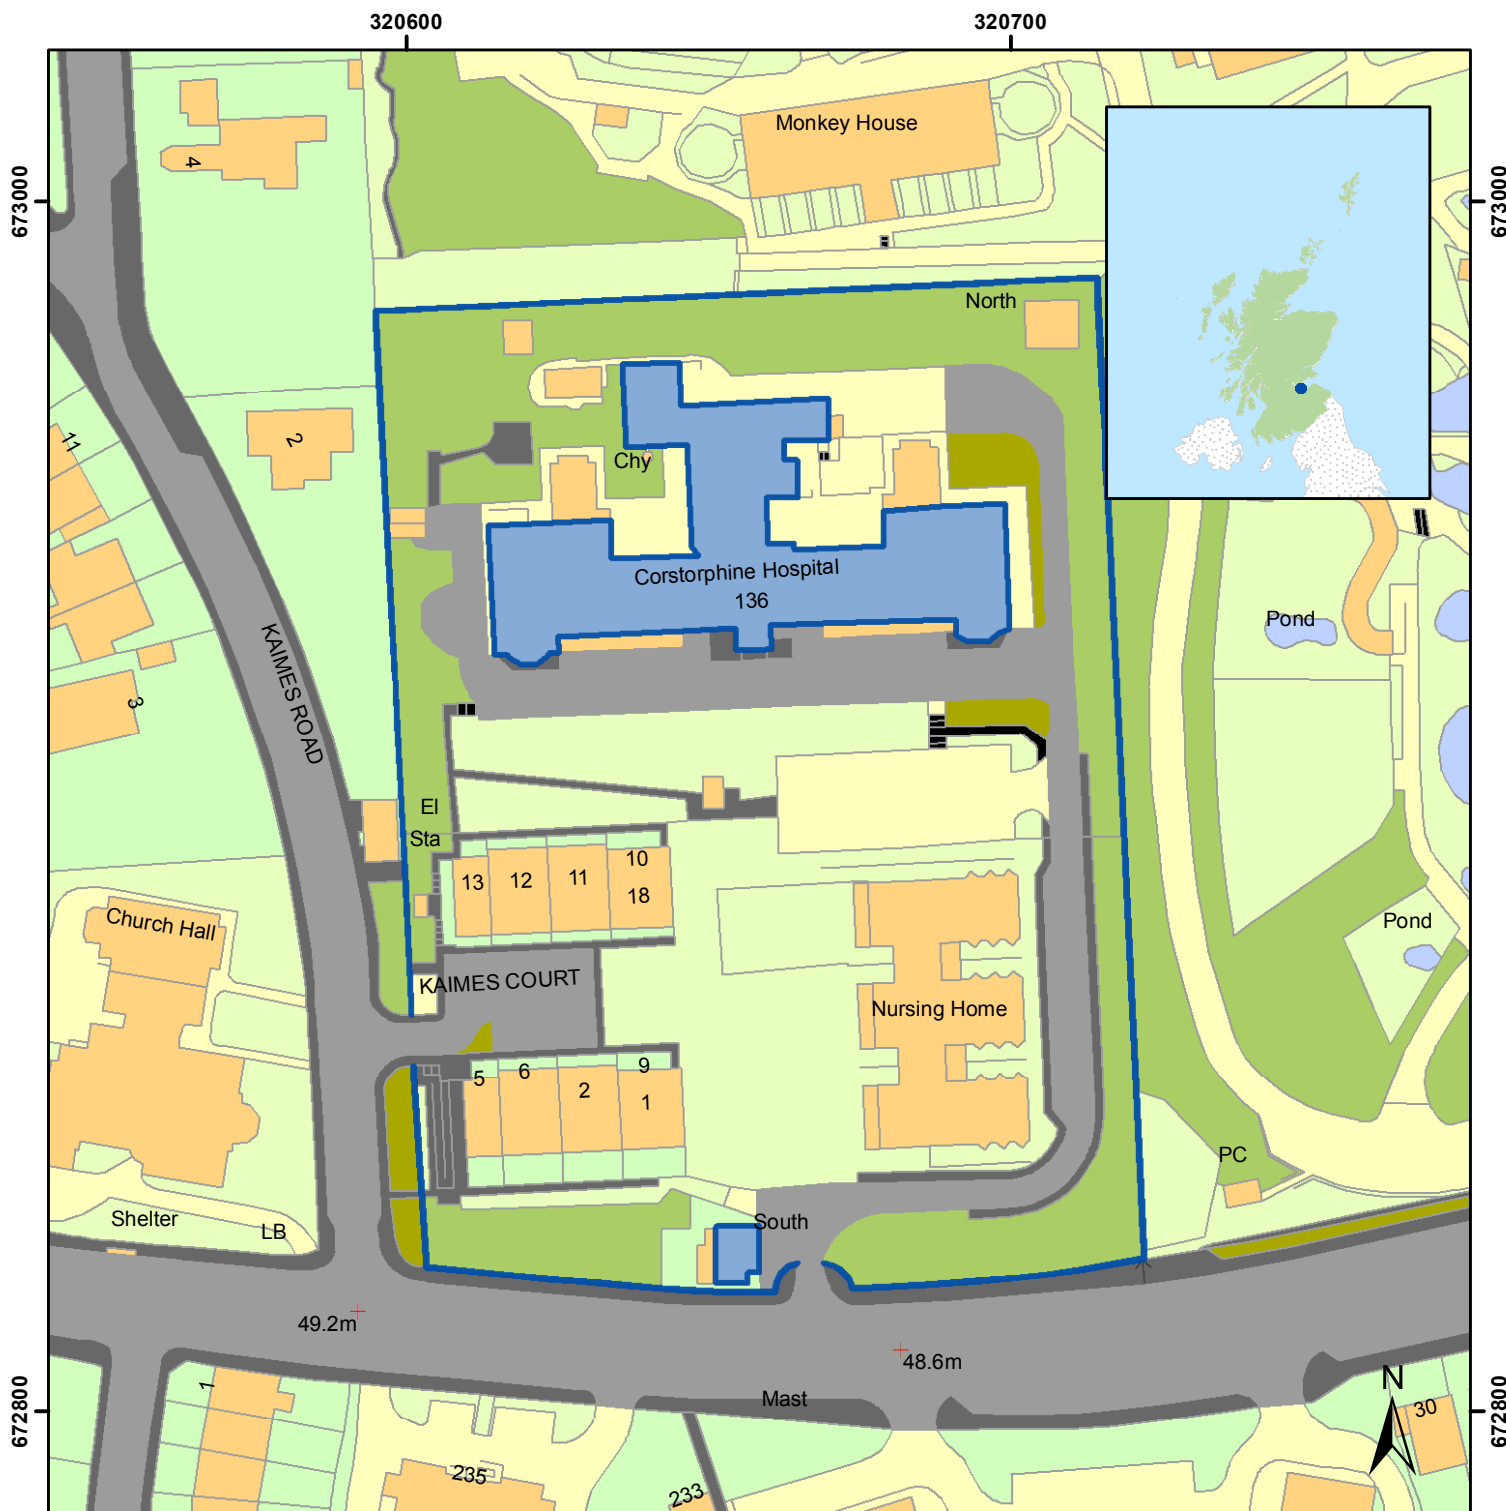 320600
320700
673000
673000
Monkey House
4
North
11
2
Chy
Corstorphine Hospital
136
Pond
KAIMES ROAD
3
El
Sta
10
13
12
11
18
Church Hall
Pond
KAIMES COURT
Nursing Home
9
5
6
2
1
PC
Shelter
LB
South
49.2m
48.6m
N
Mast
1
30
672800
672800
235
233